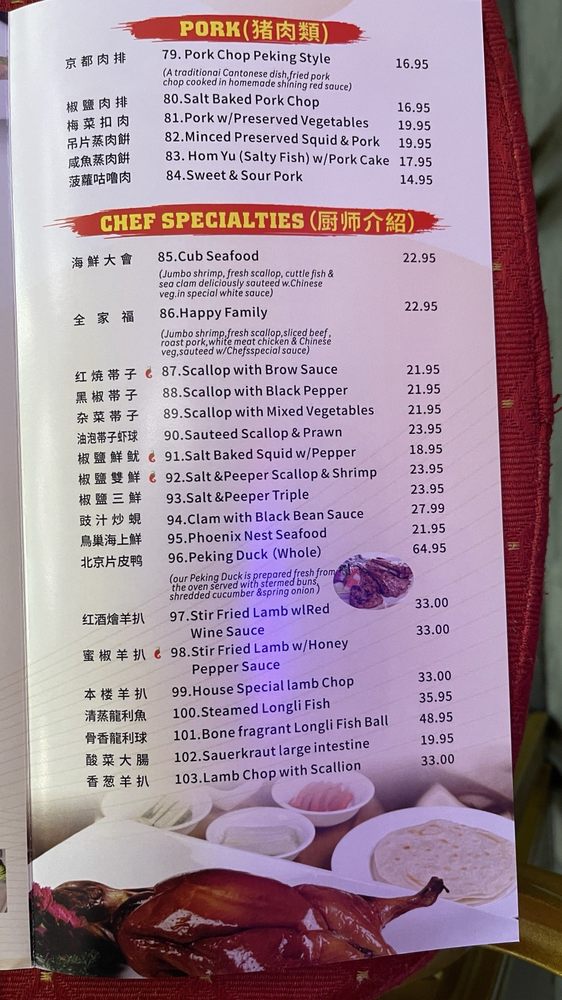 PORK(猪肉類)
京都肉排 79. Pork Chop Peking Style 16.95
(A traditional Cantonese dish,fried pork
chop cooked in homemade shining red sauce)
椒鹽肉排 80.Salt Baked Pork Chop 16.95
梅菜扣肉 81.Pork w/Preserved Vegetables 19.95
吊片蒸肉餅 82.Minced Preserved Squid & Pork 19.95
咸魚蒸肉餅 83. Hom Yu (Salty Fish) w/Pork Cake 17.95
菠蘿咕嚕肉 84.Sweet & Sour Pork 14.95
CHEF SPECIALTIES(厨师介紹)
海鮮大會 85.Cub Seafood 22.95
(Jumbo shrimp, fresh scallop, cuttle fish &
sea clam deliciously sauteed w.Chinese
veg.in special white sauce)
全家福 86.Happy Family 22.95
(Jumbo shrimp,fresh scallop,sliced beef,
roast pork,white meat chicken & Chinese
veg,sauteed w/Chefsspecial sauce)
红燒帶子 87.Scallop with Brow Sauce 21.95
黑椒帶子 88.Scallop with Black Pepper 21.95
杂菜帶子 89.Scallop with Mixed Vegetables 21.95
油泡帶子虾球 90.Sauteed Scallop & Prawn 23.95
椒鹽鮮魷 91.Salt Baked Squid w/Pepper 18.95
椒鹽雙鮮 92.Salt &Peeper Scallop & Shrimp 23.95
椒鹽三鮮 93.Salt &Peeper Triple 23.95
豉汁炒蜆 94.Clam with Black Bean Sauce 27.99
鳥巢海上鮮 95.Phoenix Nest Seafood 21.95
北京片皮鸭 96.Peking Duck (Whole) 64.95
(our Peking Duck is prepared fresh from
the oven served with stermed buns,
shredded cucumber &spring onion )
红酒燴羊扒 97.Stir Fried Lamb wlRed 33.00
Wine Sauce
蜜椒羊扒 98.Stir Fried Lamb w/Honey 33.00
Pepper Sauce
本楼羊扒 99.House Special lamb Chop 33.00
清蒸龍利魚 100.Steamed Longli Fish 35.95
骨香龍利球 101.Bone fragrant Longli Fish Ball 48.95
酸菜大腸 102.Sauerkraut large intestine 19.95
香葱羊扒 103.Lamb Chop with Scallion 33.00